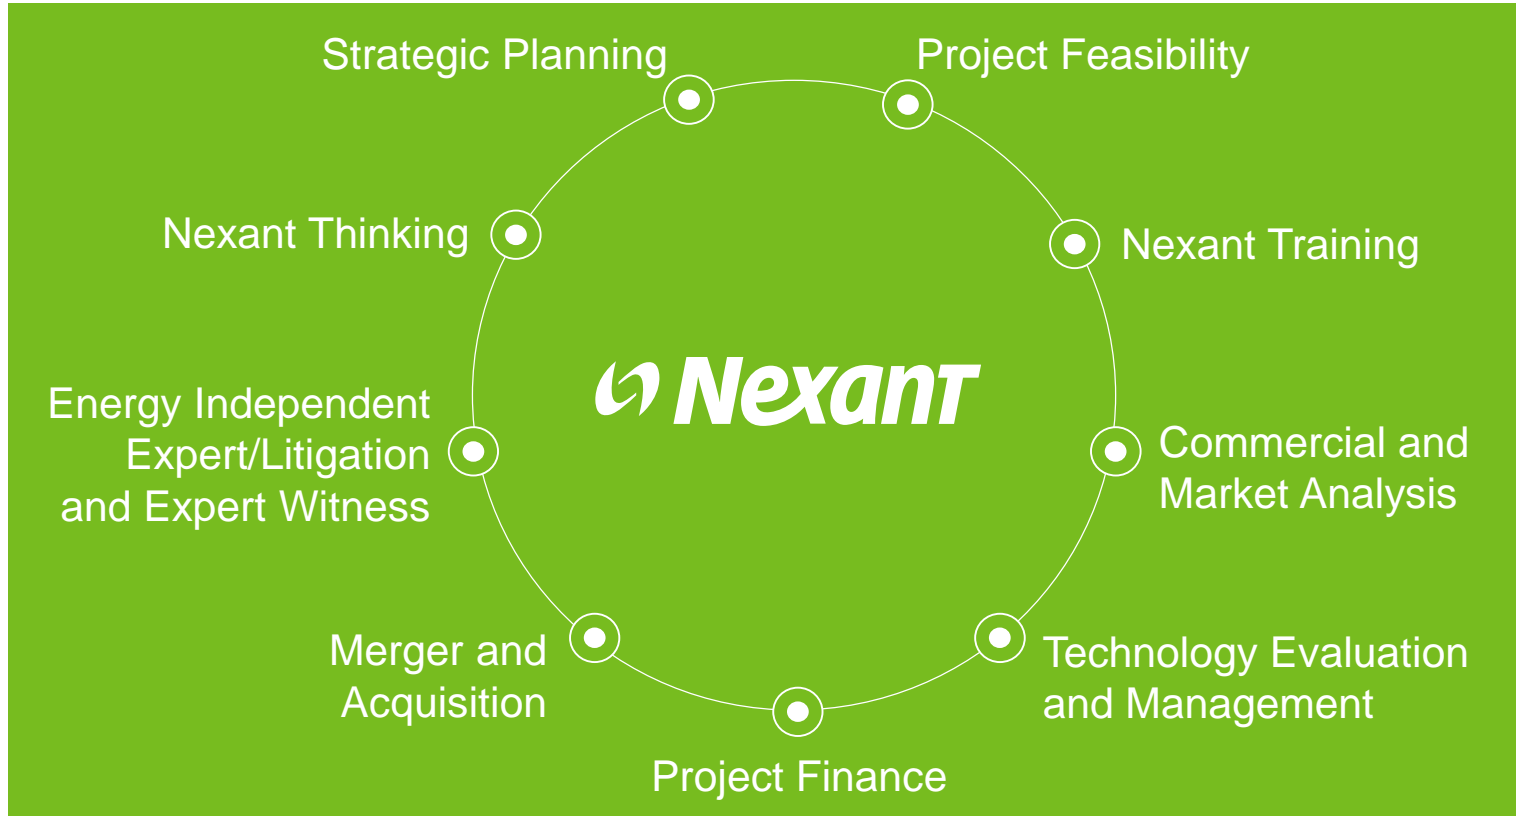 Strategic Planning
Project Feasibility
Nexant Thinking
Nexant Training
Nexant
Energy Independent
Expert/Litigation
and Expert Witness
Commercial and
Market Analysis
Merger and
Acquisition
Technology Evaluation
and Management
Project Finance